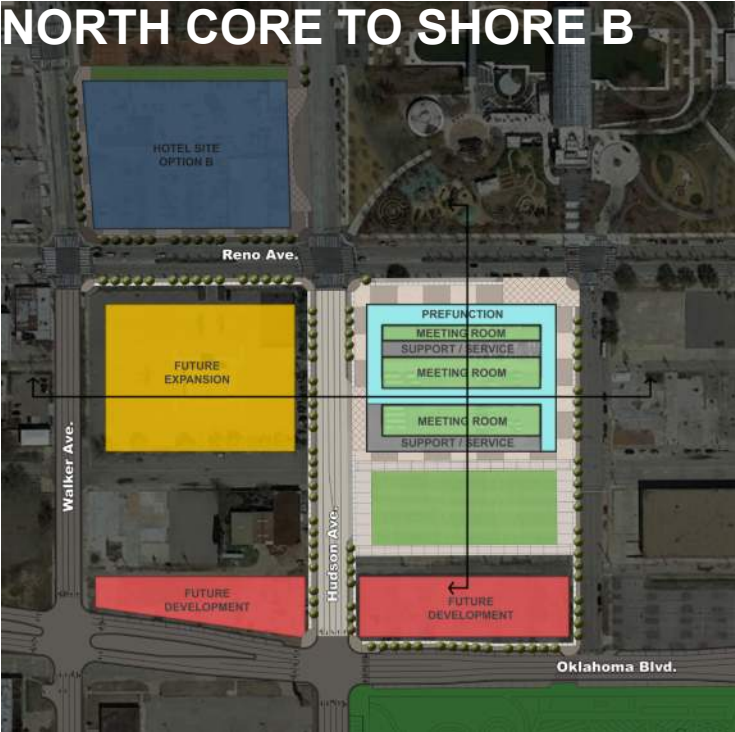 NORTH CORE TO SHORE B
HOTEL SITE
OPTION B
Reno Ave.
PREFUNCTION
MEETING ROOM
SUPPORT / SERVICE
MEETING ROOM
FUTURE
EXPANSION
MEETING ROOM
SUPPORT / SERVICE
Walker Ave.
Hudson Ave.
FUTURE
DEVELOPMENT
FUTURE
DEVELOPMENT
Oklahoma Blvd.